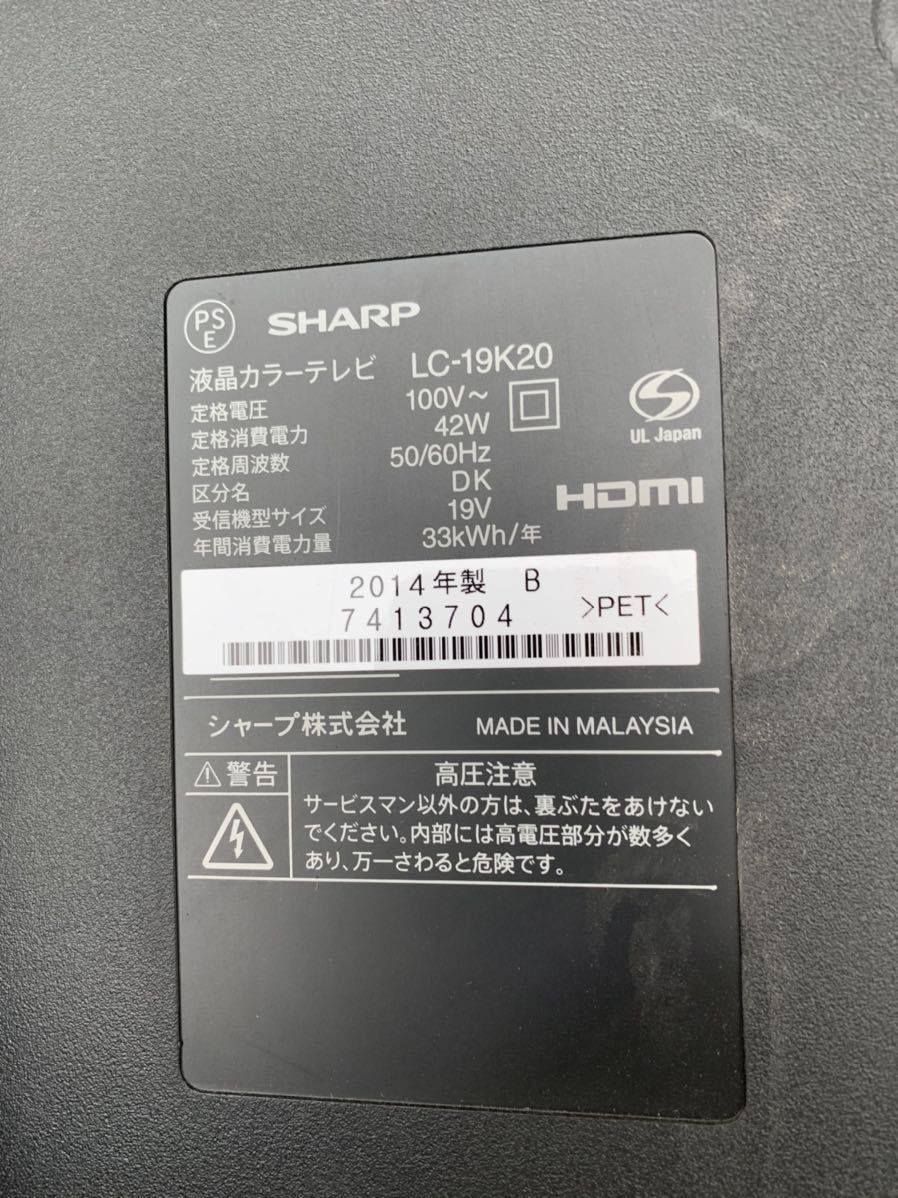 PS
E
SHARP
液晶カラーテレビ LC-19K20
定格電圧 100V～
定格消費電力 42W
定格周波数 50/60Hz
区分名 DK
受信機型サイズ 19V
年間消費電力量 33kWh/年
UL Japan
HDMI
2014年製 B
7413704
>PET<
シャープ株式会社 MADE IN MALAYSIA
⚠警告
高圧注意
サービスマン以外の方は、裏ぶたをあけない
でください。内部には高電圧部分が数多く
あり、万一さわると危険です。